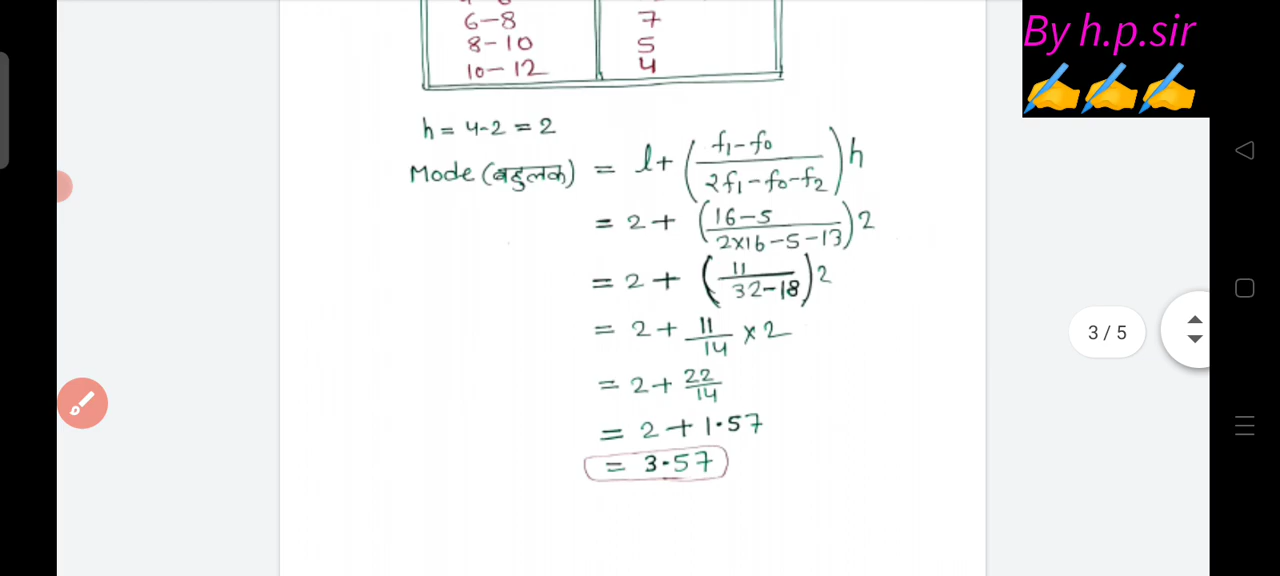 6-8 7
8-10 5
10-12 4
By h.p.sir
h = 4-2 = 2
Mode (बहुलक) = l + (f₁-f₀ / 2f₁-f₀-f₂) h
= 2 + (16-5 / 2×16-5-13) 2
= 2 + (11 / 32-18) 2
= 2 + 11/14 × 2
= 2 + 22/14
= 2 + 1.57
= 3.57
3 / 5